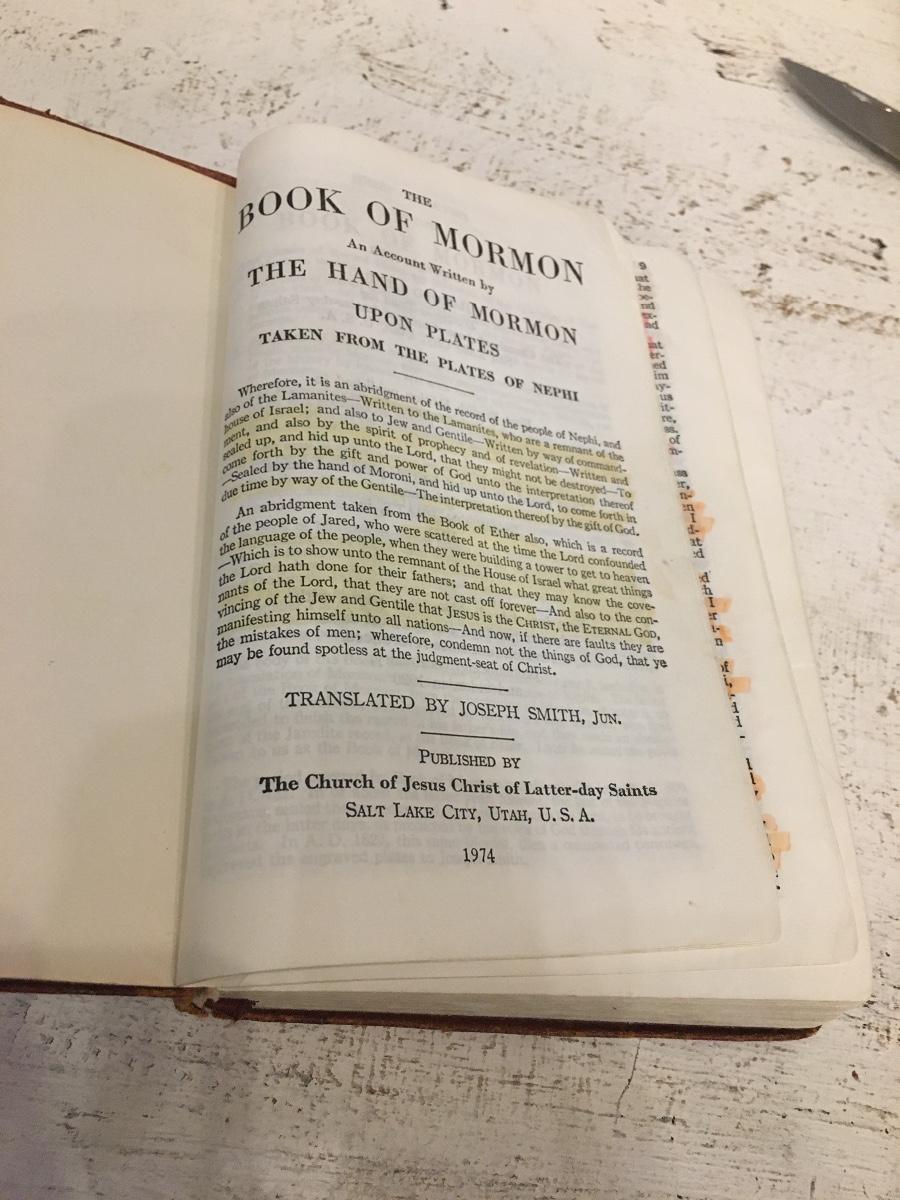 THE
BOOK OF MORMON
An Account Written by
THE HAND OF MORMON
UPON PLATES
TAKEN FROM THE PLATES OF NEPHI
Wherefore, it is an abridgment of the record of the people of Nephi, and
also of the Lamanites—Written to the Lamanites, who are a remnant of the
house of Israel; and also to Jew and Gentile—Written by way of command-
ment, and also by the spirit of prophecy and of revelation—Written and
sealed up, and hid up unto the Lord, that they might not be destroyed—To
come forth by the gift and power of God unto the interpretation thereof
—Sealed by the hand of Moroni, and hid up unto the Lord, to come forth in
due time by way of the Gentile—The interpretation thereof by the gift of God.
An abridgment taken from the Book of Ether also, which is a record
of the people of Jared, who were scattered at the time the Lord confounded
the language of the people, when they were building a tower to get to heaven
—Which is to show unto the remnant of the House of Israel what great things
the Lord hath done for their fathers; and that they may know the cove-
nants of the Lord, that they are not cast off forever—And also to the con-
vincing of the Jew and Gentile that JESUS is the CHRIST, the ETERNAL GOD,
manifesting himself unto all nations—And now, if there are faults they are
the mistakes of men; wherefore, condemn not the things of God, that ye
may be found spotless at the judgment-seat of Christ.
TRANSLATED BY JOSEPH SMITH, JUN.
PUBLISHED BY
The Church of Jesus Christ of Latter-day Saints
SALT LAKE CITY, UTAH, U. S. A.
1974